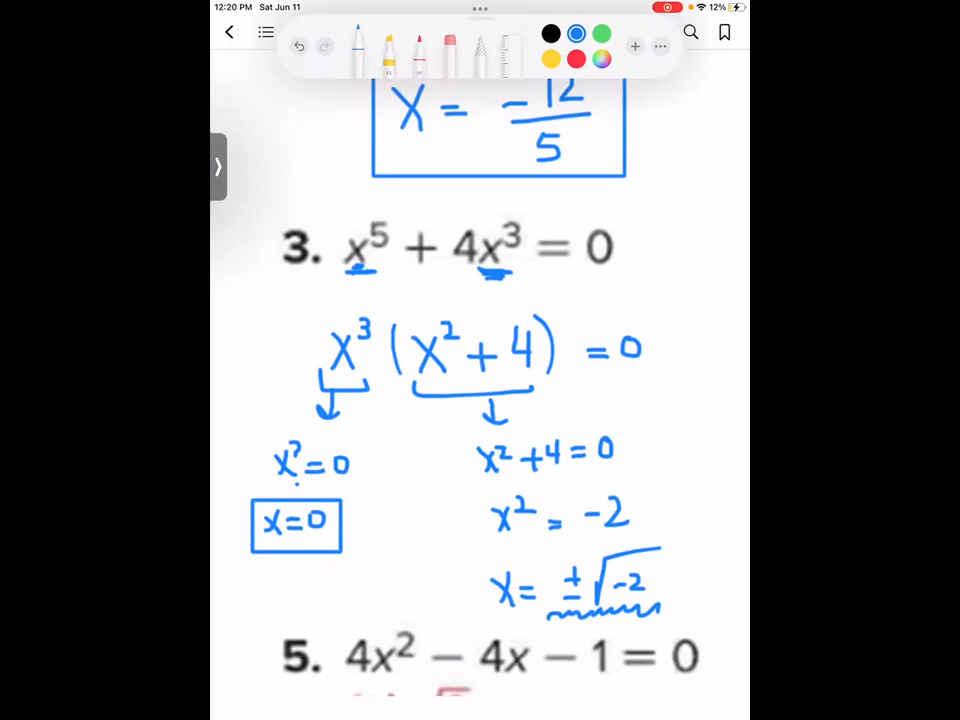 12:20 PM Sat Jun 11 12%
X = -12/5
3. x⁵ + 4x³ = 0
x³ (x² + 4) = 0
x³ = 0 x² + 4 = 0
x = 0 x² = -2
x = ± √-2
5. 4x² − 4x − 1 = 0